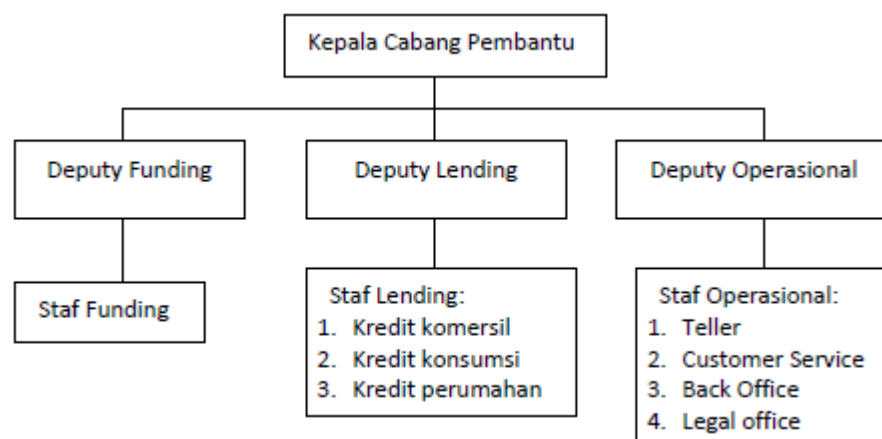 Kepala Cabang Pembantu
Deputy Funding
Deputy Lending
Deputy Operasional
Staf Funding
Staf Lending:
1. Kredit komersil
2. Kredit konsumsi
3. Kredit perumahan
Staf Operasional:
1. Teller
2. Customer Service
3. Back Office
4. Legal office